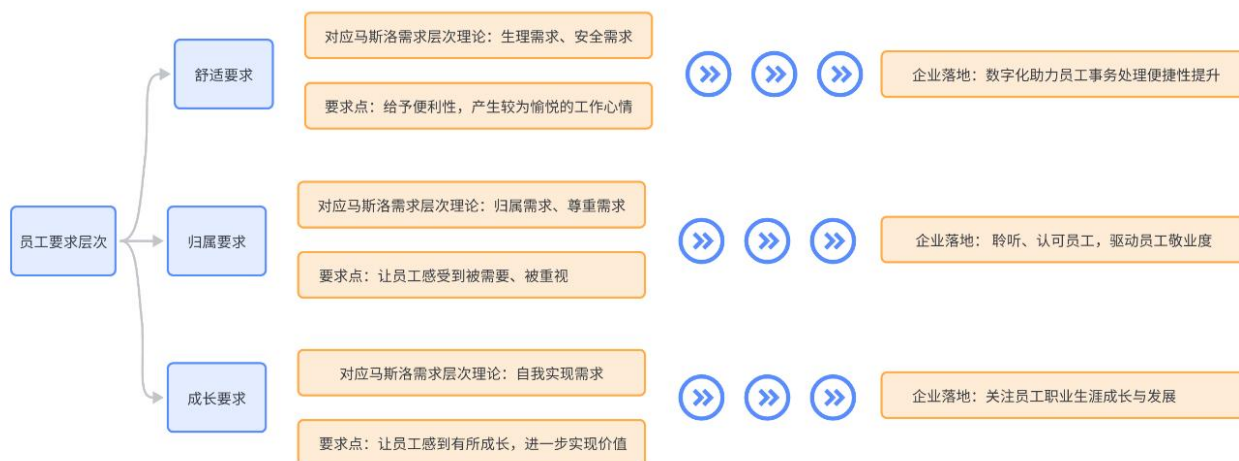 员工要求层次
舒适要求
对应马斯洛需求层次理论：生理需求、安全需求
要求点：给予便利性，产生较为愉悦的工作心情
企业落地：数字化助力员工事务处理便捷性提升
归属要求
对应马斯洛需求层次理论：归属需求、尊重需求
要求点：让员工感受到被需要、被重视
企业落地： 聆听、认可员工，驱动员工敬业度
成长要求
对应马斯洛需求层次理论：自我实现需求
要求点：让员工感到有所成长，进一步实现价值
企业落地：关注员工职业生涯成长与发展